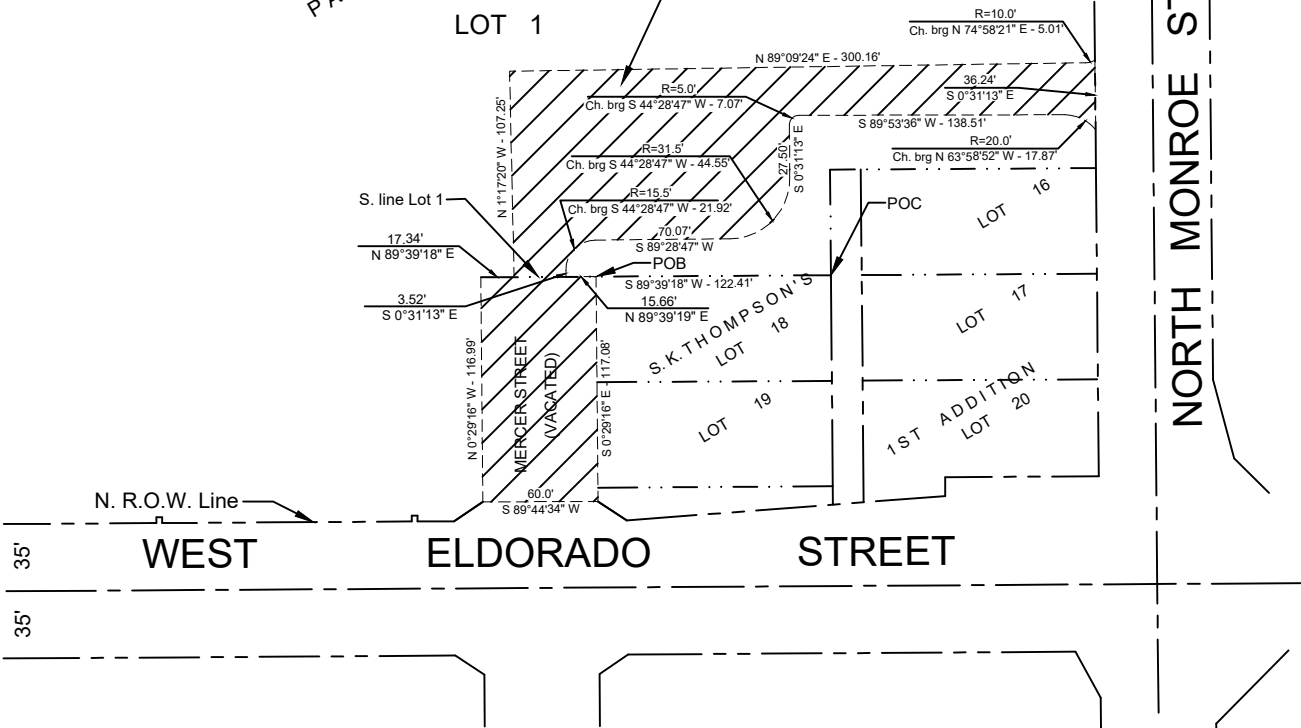 PA
LOT 1
R=10.0'
Ch. brg N 74°58'21" E - 5.01'
N 89°09'24" E - 300.16'
36.24'
S 0°31'13" E
R=5.0'
Ch. brg S 44°28'47" W - 7.07'
S 89°53'36" W - 138.51'
N 1°17'20" W - 107.25'
R=31.5'
Ch. brg S 44°28'47" W - 44.55'
27.50'
S 0°31'13" E
R=20.0'
Ch. brg N 63°58'52" W - 17.87'
R=15.5'
Ch. brg S 44°28'47" W - 21.92'
S. line Lot 1
LOT 16
POC
17.34'
N 89°39'18" E
70.07'
S 89°28'47" W
POB
S 89°39'18" W - 122.41'
3.52'
S 0°31'13" E
15.66'
N 89°39'19" E
S.K.THOMPSON'S
LOT 18
LOT 17
N 0°29'16" W - 116.99'
MERCER STREET
(VACATED)
S 0°29'16" E - 117.08'
LOT 19
1ST ADDITION
LOT 20
60.0'
S 89°44'34" W
N. R.O.W. Line
NORTH MONROE ST
35'
WEST ELDORADO STREET
35'